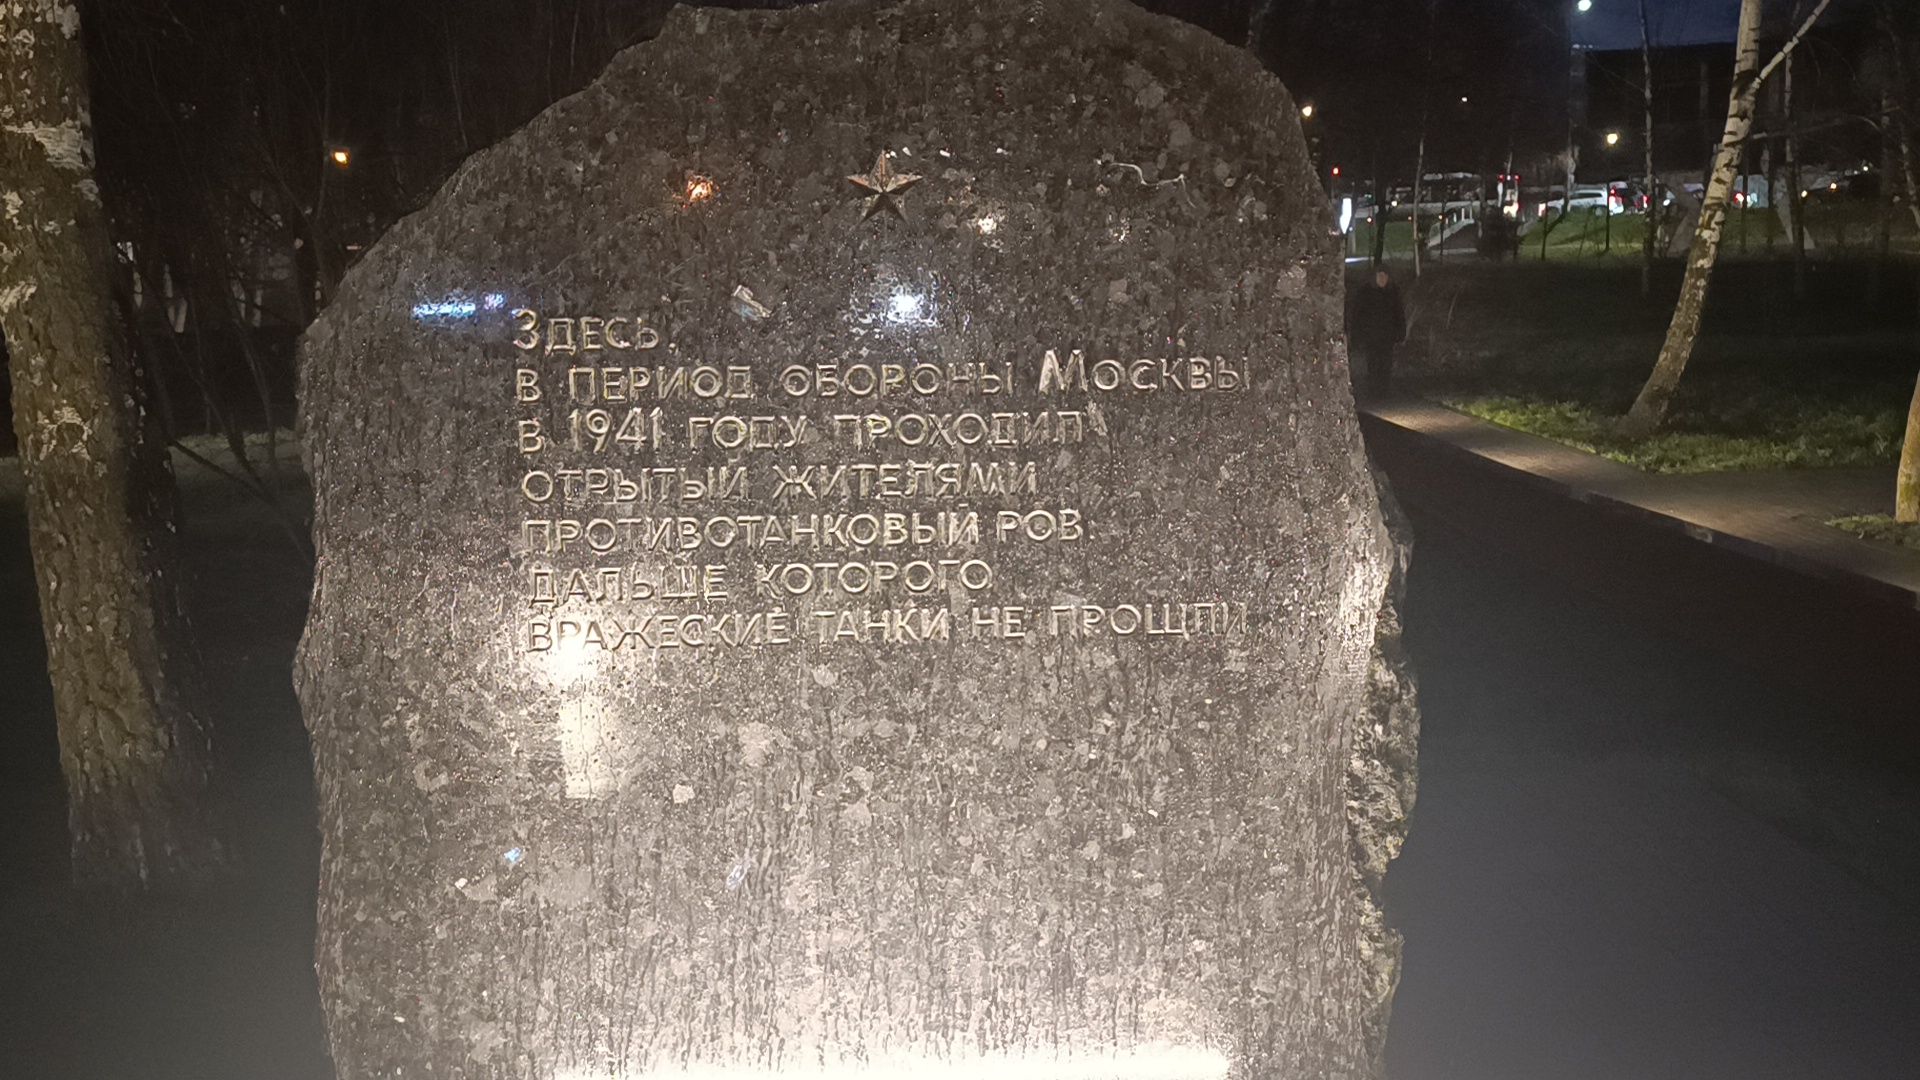 Здесь,
в период обороны Москвы
в 1941 году проходил
отрытый жителями
противотанковый ров,
дальше которого
вражеские танки не прошли